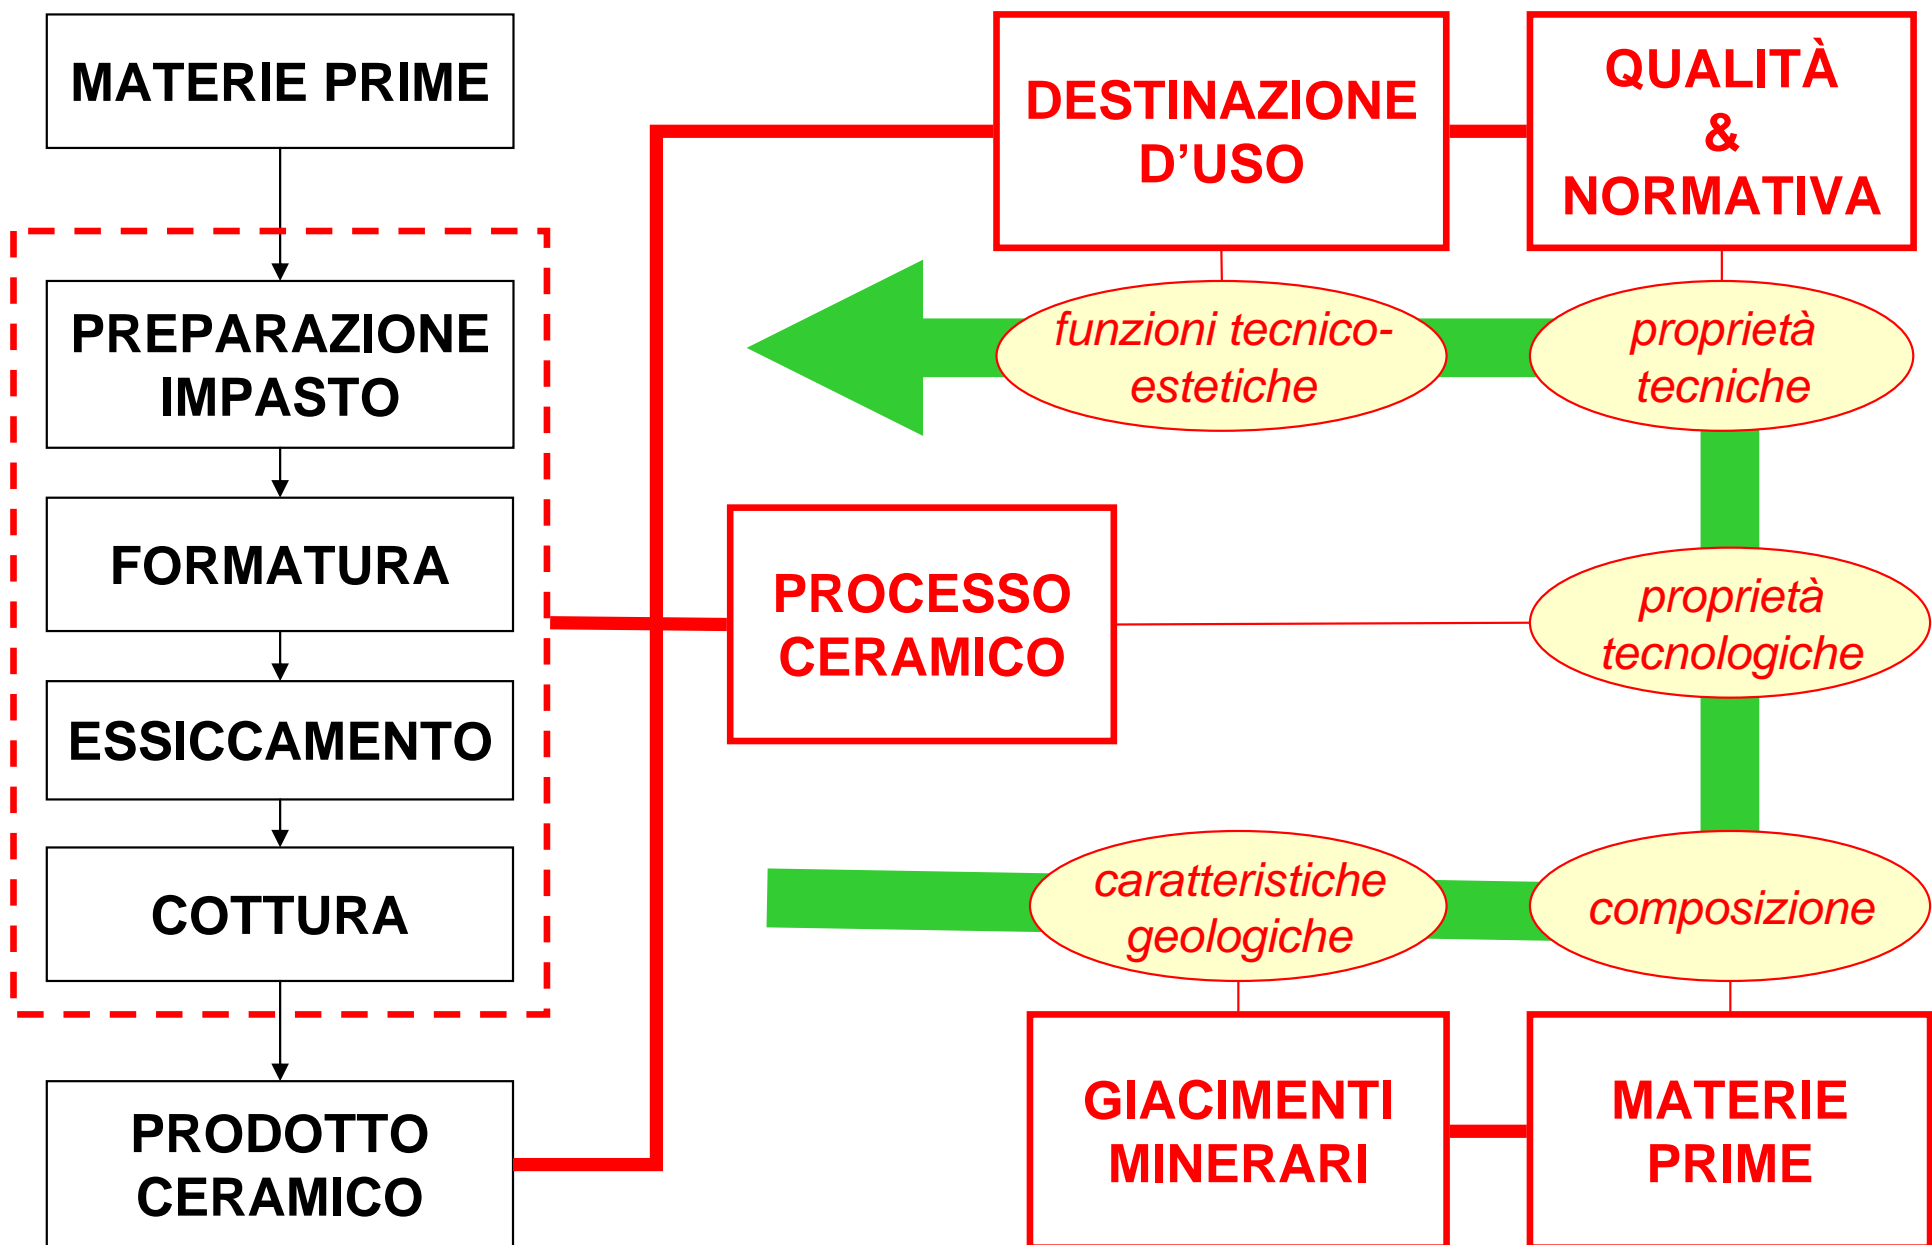 MATERIE PRIME
PREPARAZIONE
IMPASTO
FORMATURA
ESSICCAMENTO
COTTURA
PRODOTTO
CERAMICO
DESTINAZIONE
D’USO
QUALITÀ
&
NORMATIVA
funzioni tecnico-
estetiche
proprietà
tecniche
PROCESSO
CERAMICO
proprietà
tecnologiche
caratteristiche
geologiche
composizione
GIACIMENTI
MINERARI
MATERIE
PRIME